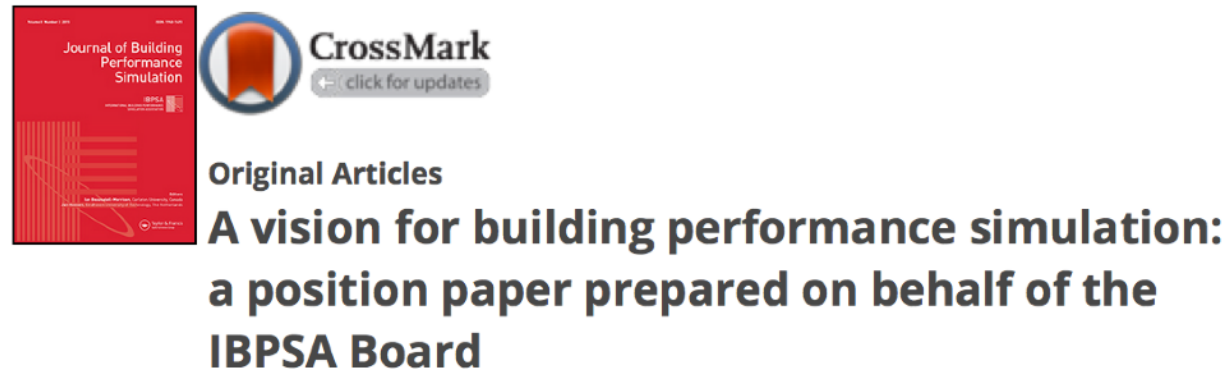 Journal of Building
Performance
Simulation
IBPSA
CrossMark
click for updates
Original Articles
A vision for building performance simulation:
a position paper prepared on behalf of the
IBPSA Board